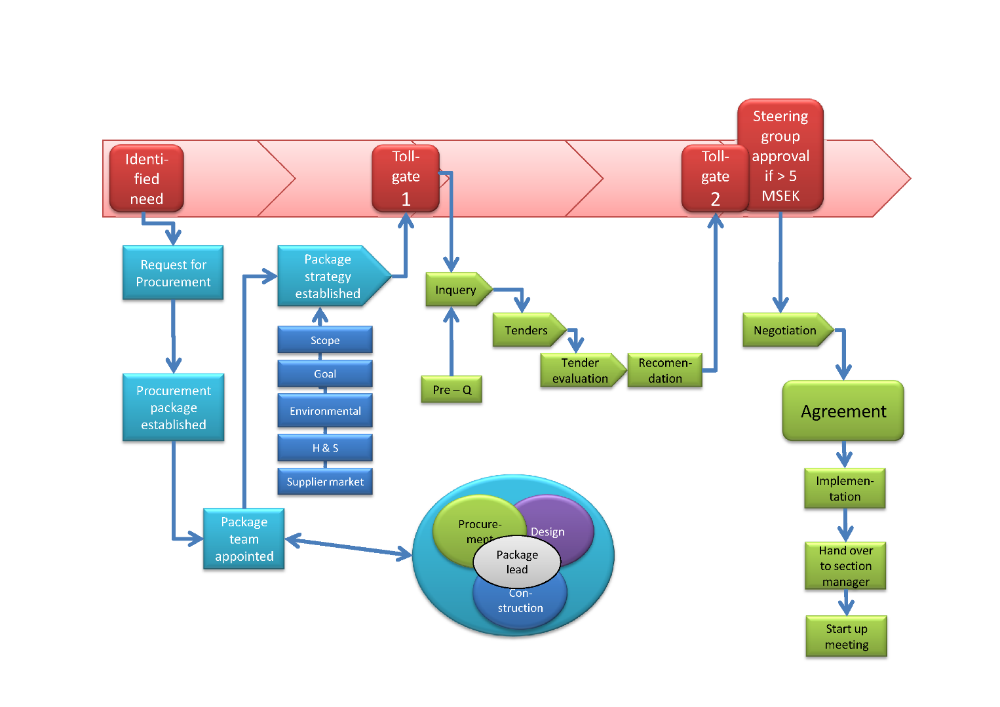 Identi-
fied
need
Toll-
gate
1
Toll-
gate
2
Steering
group
approval
if > 5
MSEK
Request for
Procurement
Procurement
package
established
Package
team
appointed
Package
strategy
established
Scope
Goal
Environmental
H & S
Supplier market
Inquery
Pre – Q
Tenders
Tender
evaluation
Recomen-
dation
Negotiation
Agreement
Implemen-
tation
Hand over
to section
manager
Start up
meeting
Procure-
ment
Design
Package
lead
Con-
struction